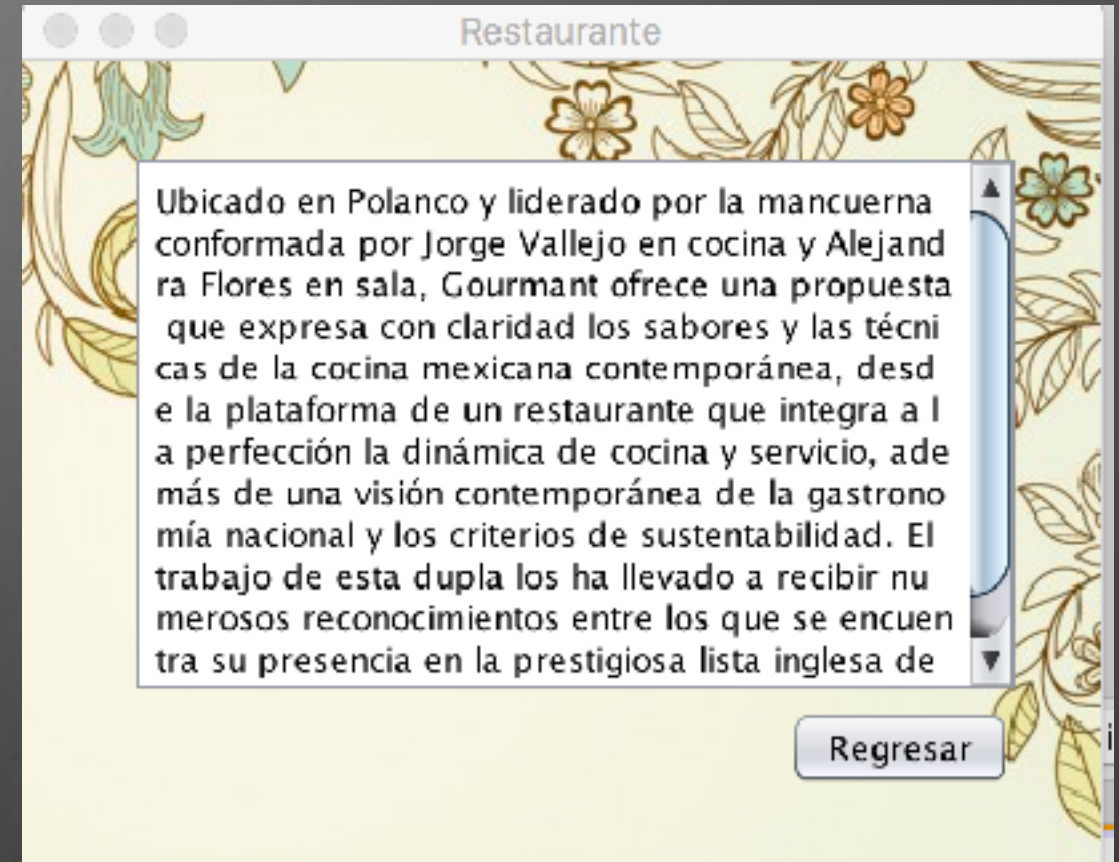 Restaurante
Ubicado en Polanco y liderado por la mancuerna
conformada por Jorge Vallejo en cocina y Alejand
ra Flores en sala, Gourmant ofrece una propuesta
que expresa con claridad los sabores y las técni
cas de la cocina mexicana contemporánea, desd
e la plataforma de un restaurante que integra a l
a perfección la dinámica de cocina y servicio, ade
más de una visión contemporánea de la gastrono
mía nacional y los criterios de sustentabilidad. El
trabajo de esta dupla los ha llevado a recibir nu
merosos reconocimientos entre los que se encuen
tra su presencia en la prestigiosa lista inglesa de
Regresar